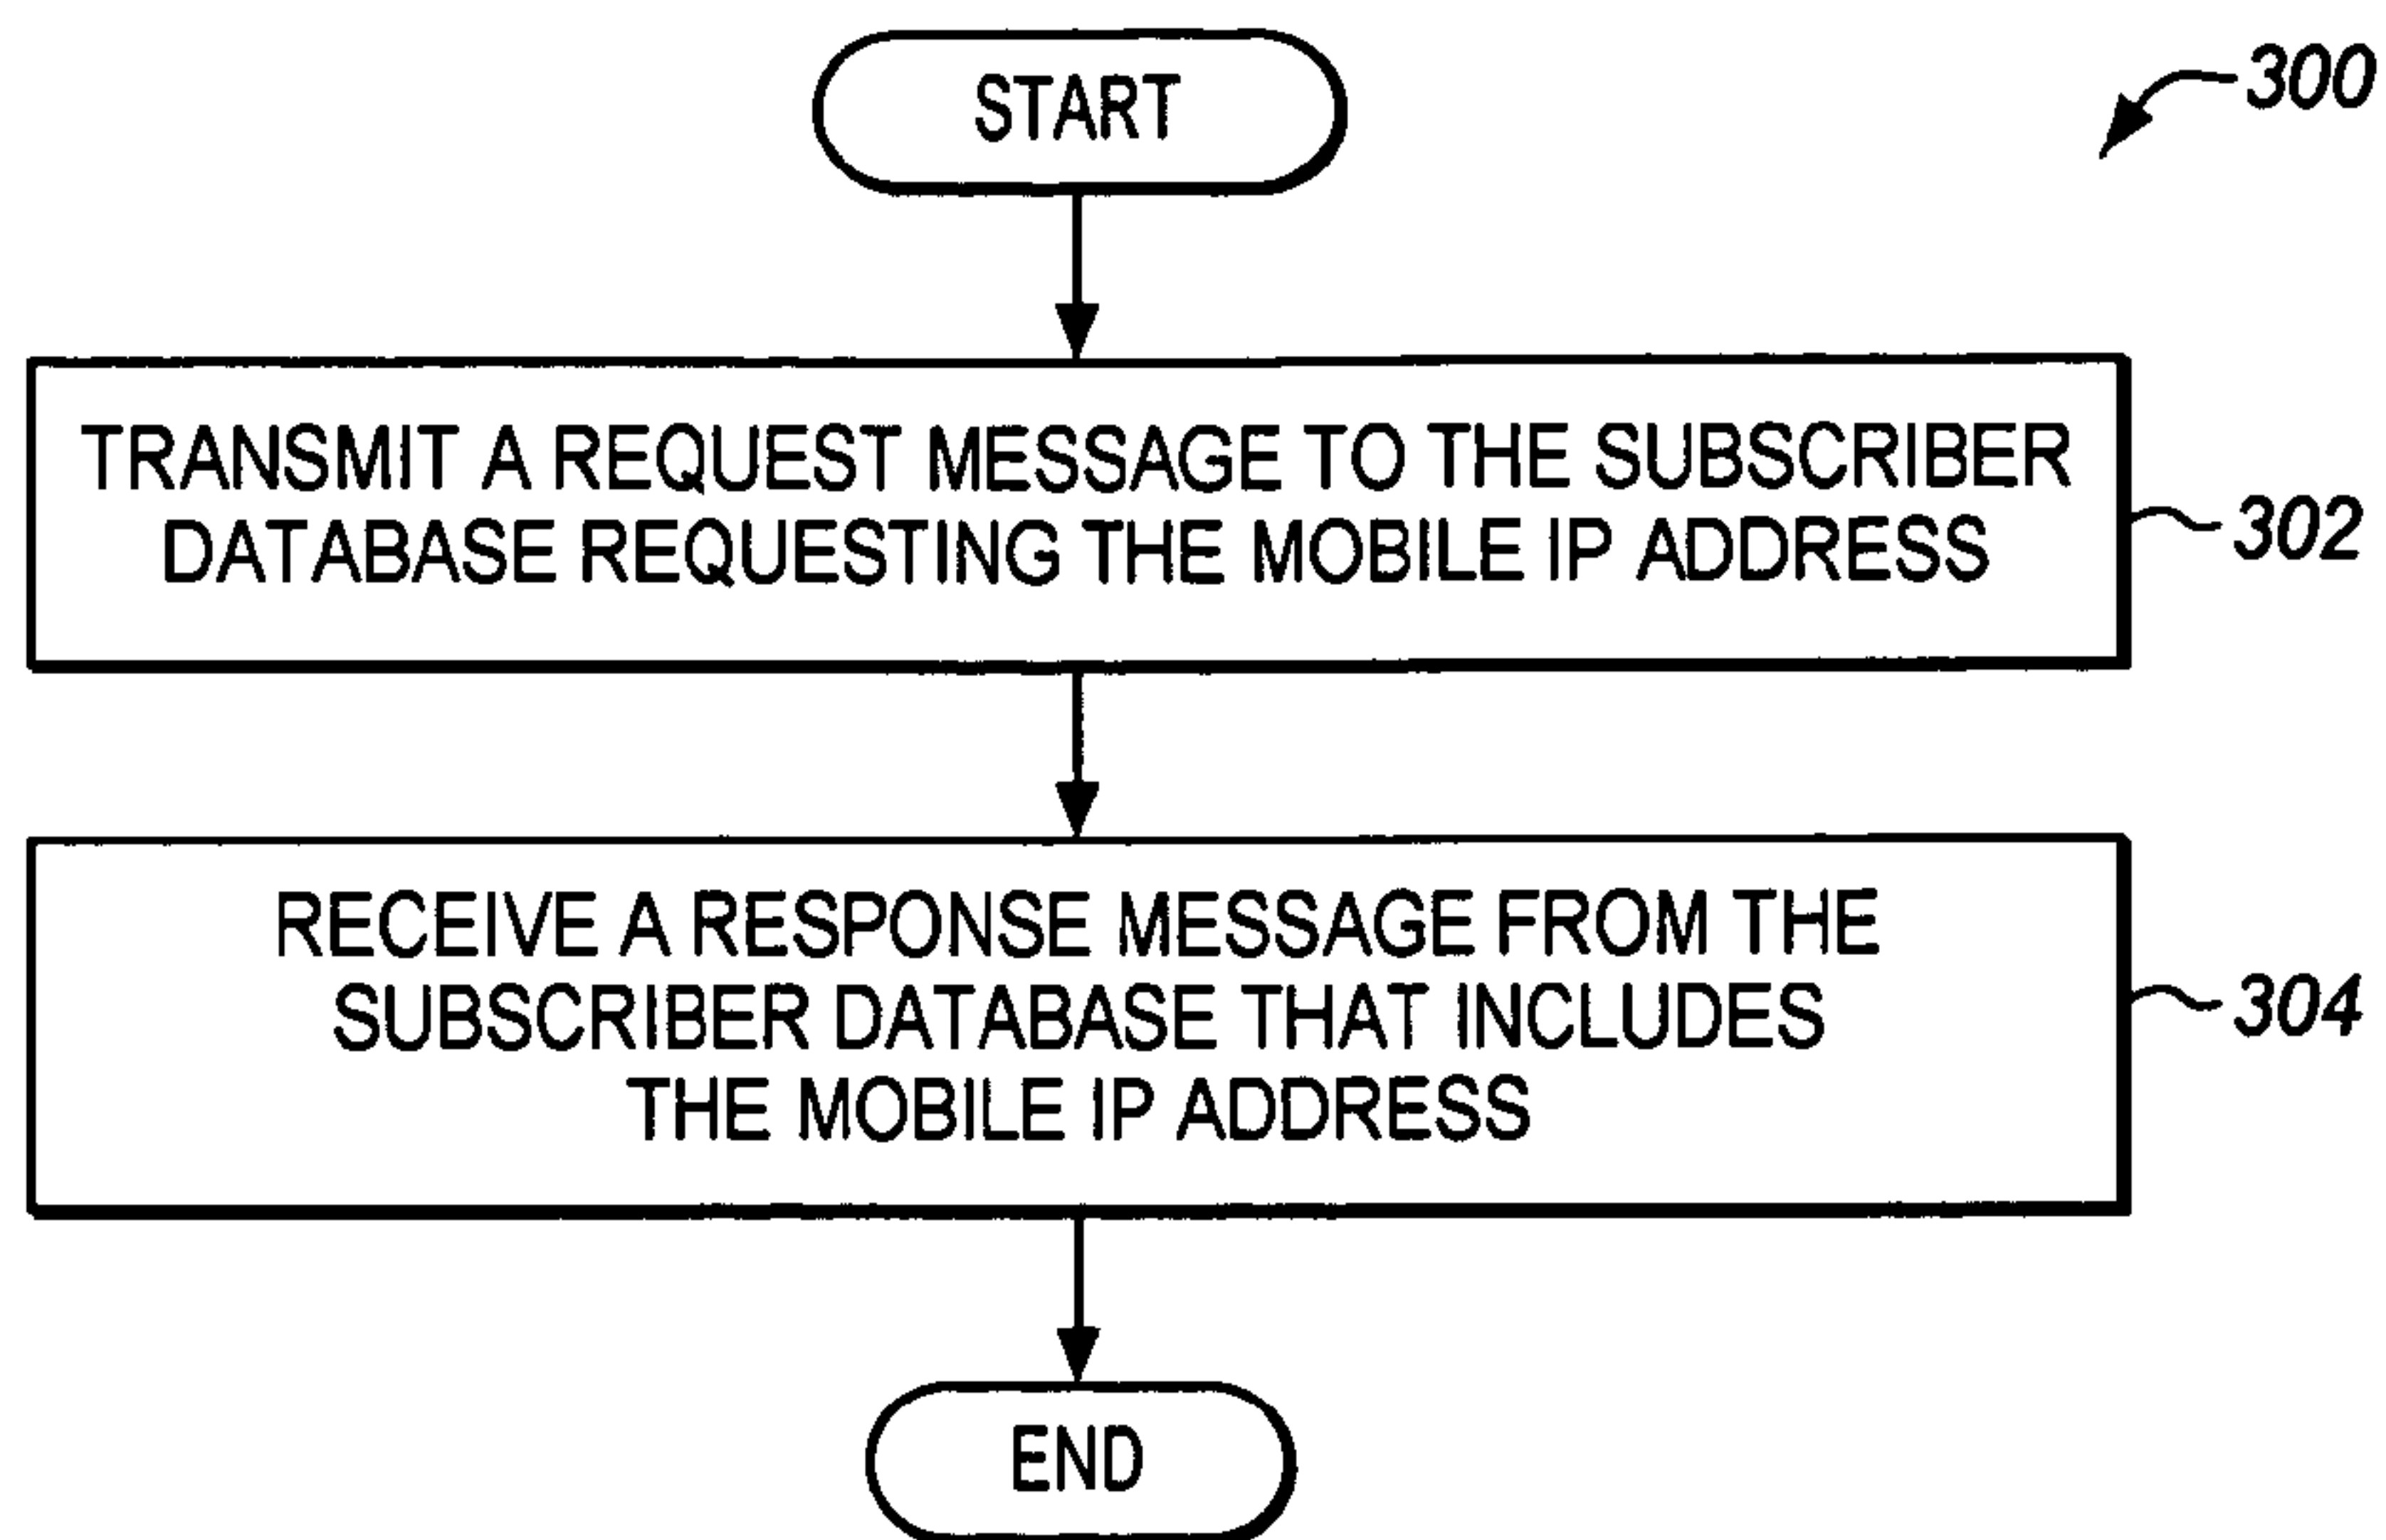 START
300
TRANSMIT A REQUEST MESSAGE TO THE SUBSCRIBER
DATABASE REQUESTING THE MOBILE IP ADDRESS
302
RECEIVE A RESPONSE MESSAGE FROM THE
SUBSCRIBER DATABASE THAT INCLUDES
THE MOBILE IP ADDRESS
304
END